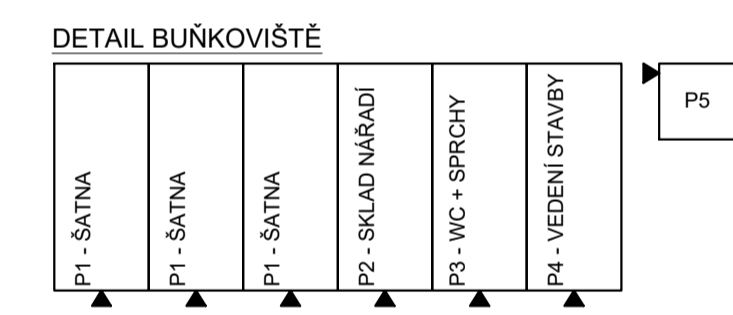 DETAIL BUŇKOVIŠTĚ
P1 - ŠATNA
P1 - ŠATNA
P1 - ŠATNA
P2 - SKLAD NÁŘADÍ
P3 - WC + SPRCHY
P4 - VEDENÍ STAVBY
P5